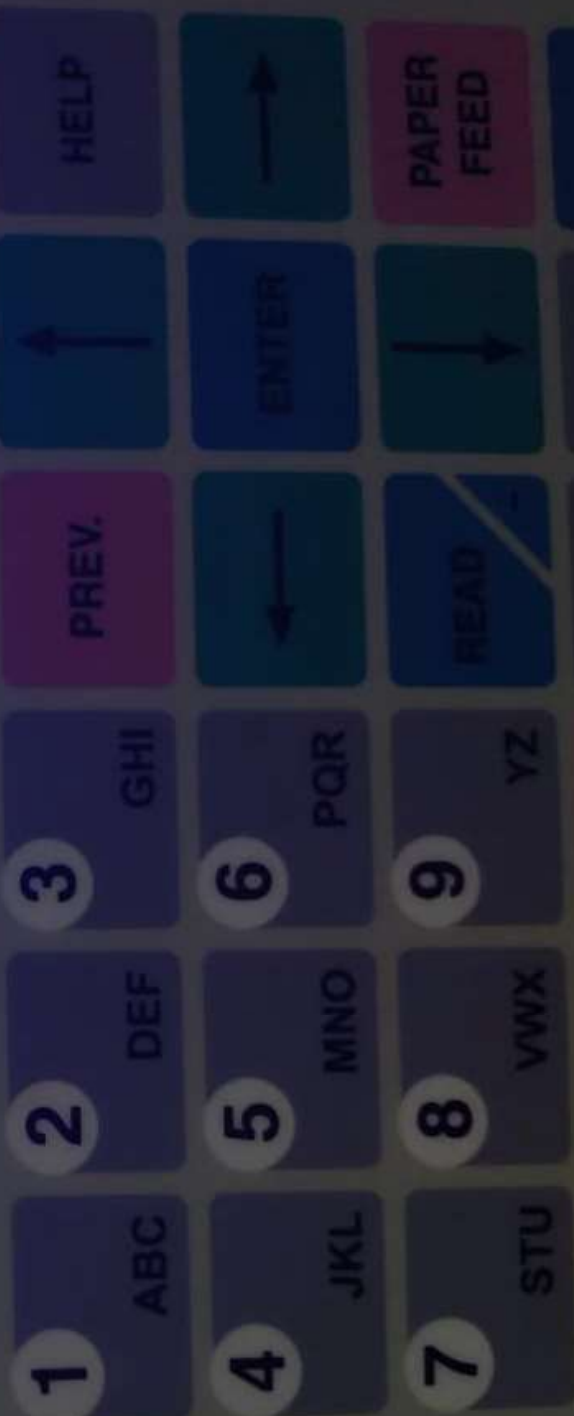 1 ABC
2 DEF
3 GHI
PREV.
HELP
4 JKL
5 MNO
6 PQR
ENTER
7 STU
8 VWX
9 YZ
READ -
PAPER
FEED